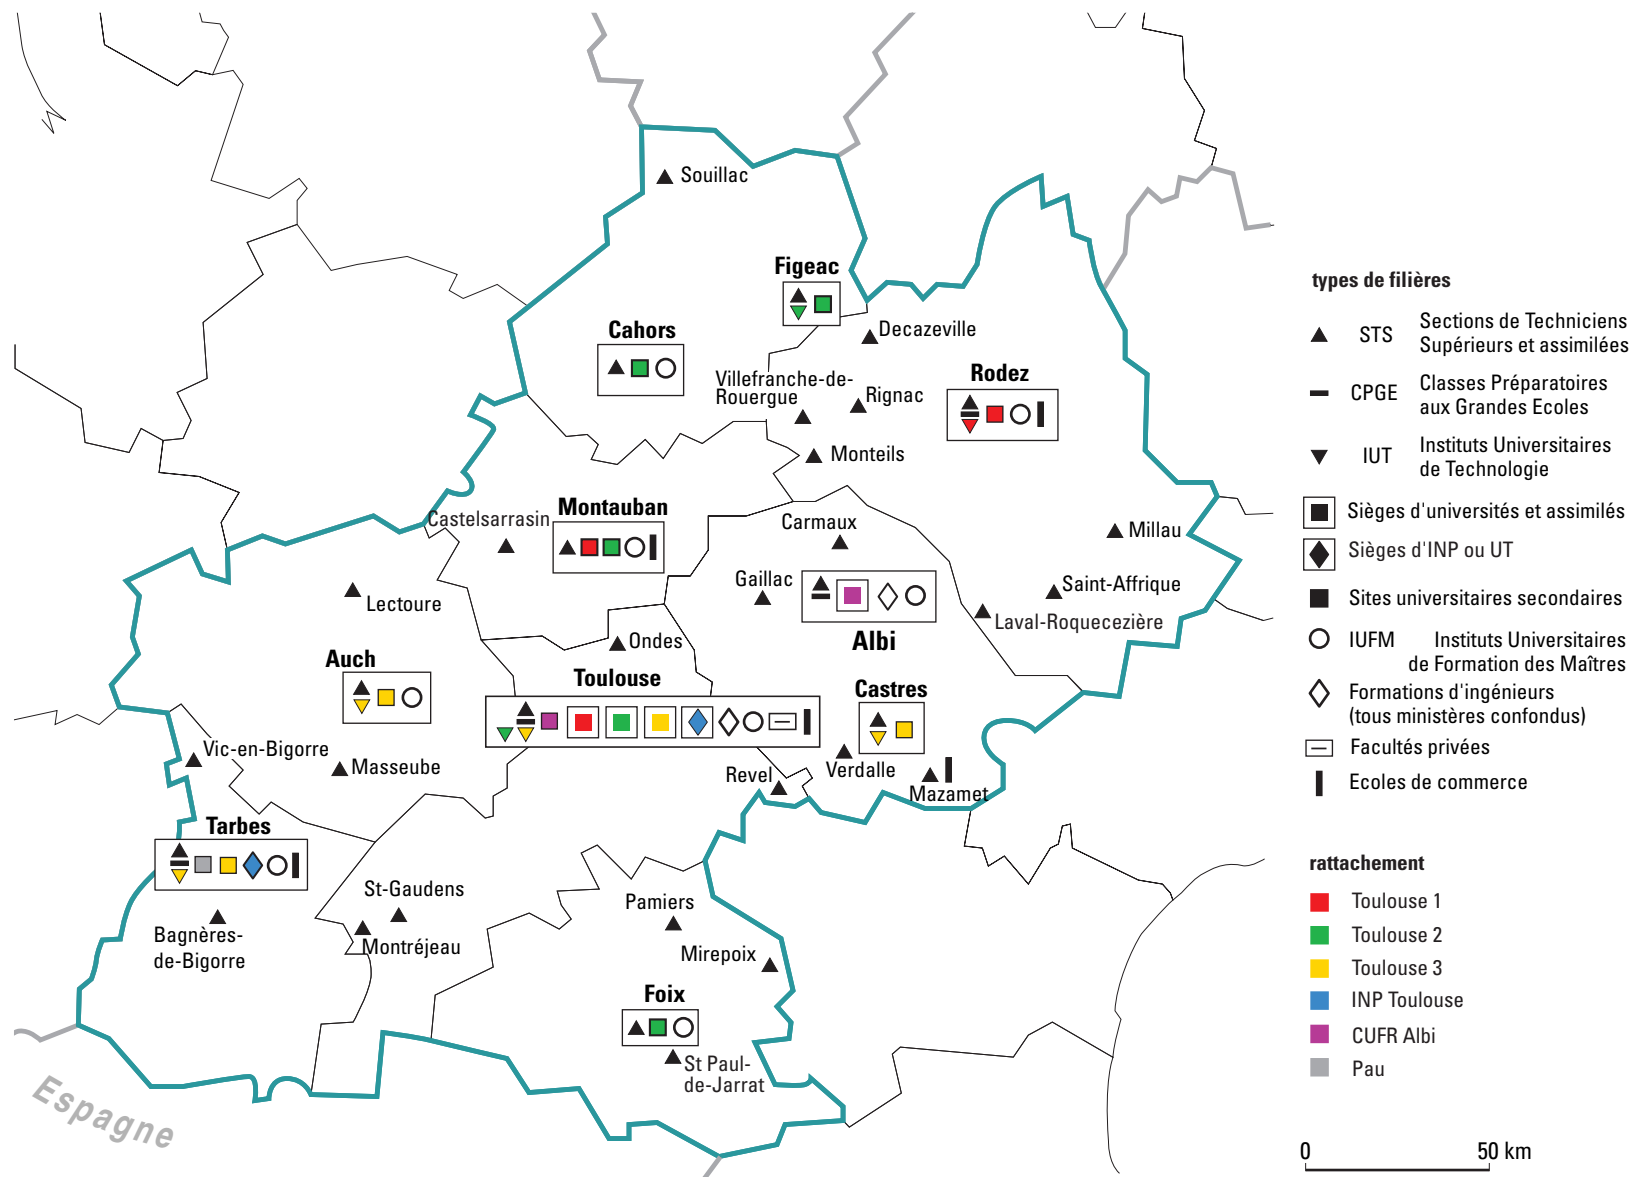 Souillac
Figeac
Cahors
Decazeville
Villefranche-de-
Rouergue
Rignac
Rodez
Monteils
Castelsarrasin
Montauban
Carmaux
Millau
Lectoure
Gaillac
Saint-Affrique
Laval-Roquecezière
Ondes
Albi
Auch
Toulouse
Castres
Vic-en-Bigorre
Masseube
Revel
Verdalle
Mazamet
Tarbes
St-Gaudens
Montréjeau
Bagnères-
de-Bigorre
Pamiers
Mirepoix
Foix
St Paul-
de-Jarrat
Espagne
types de filières
STS
Sections de Techniciens
Supérieurs et assimilées
CPGE
Classes Préparatoires
aux Grandes Ecoles
IUT
Instituts Universitaires
de Technologie
Sièges d'universités et assimilés
Sièges d'INP ou UT
Sites universitaires secondaires
IUFM Instituts Universitaires
de Formation des Maîtres
Formations d'ingénieurs
(tous ministères confondus)
Facultés privées
Ecoles de commerce
rattachement
Toulouse 1
Toulouse 2
Toulouse 3
INP Toulouse
CUFR Albi
Pau
0 50 km